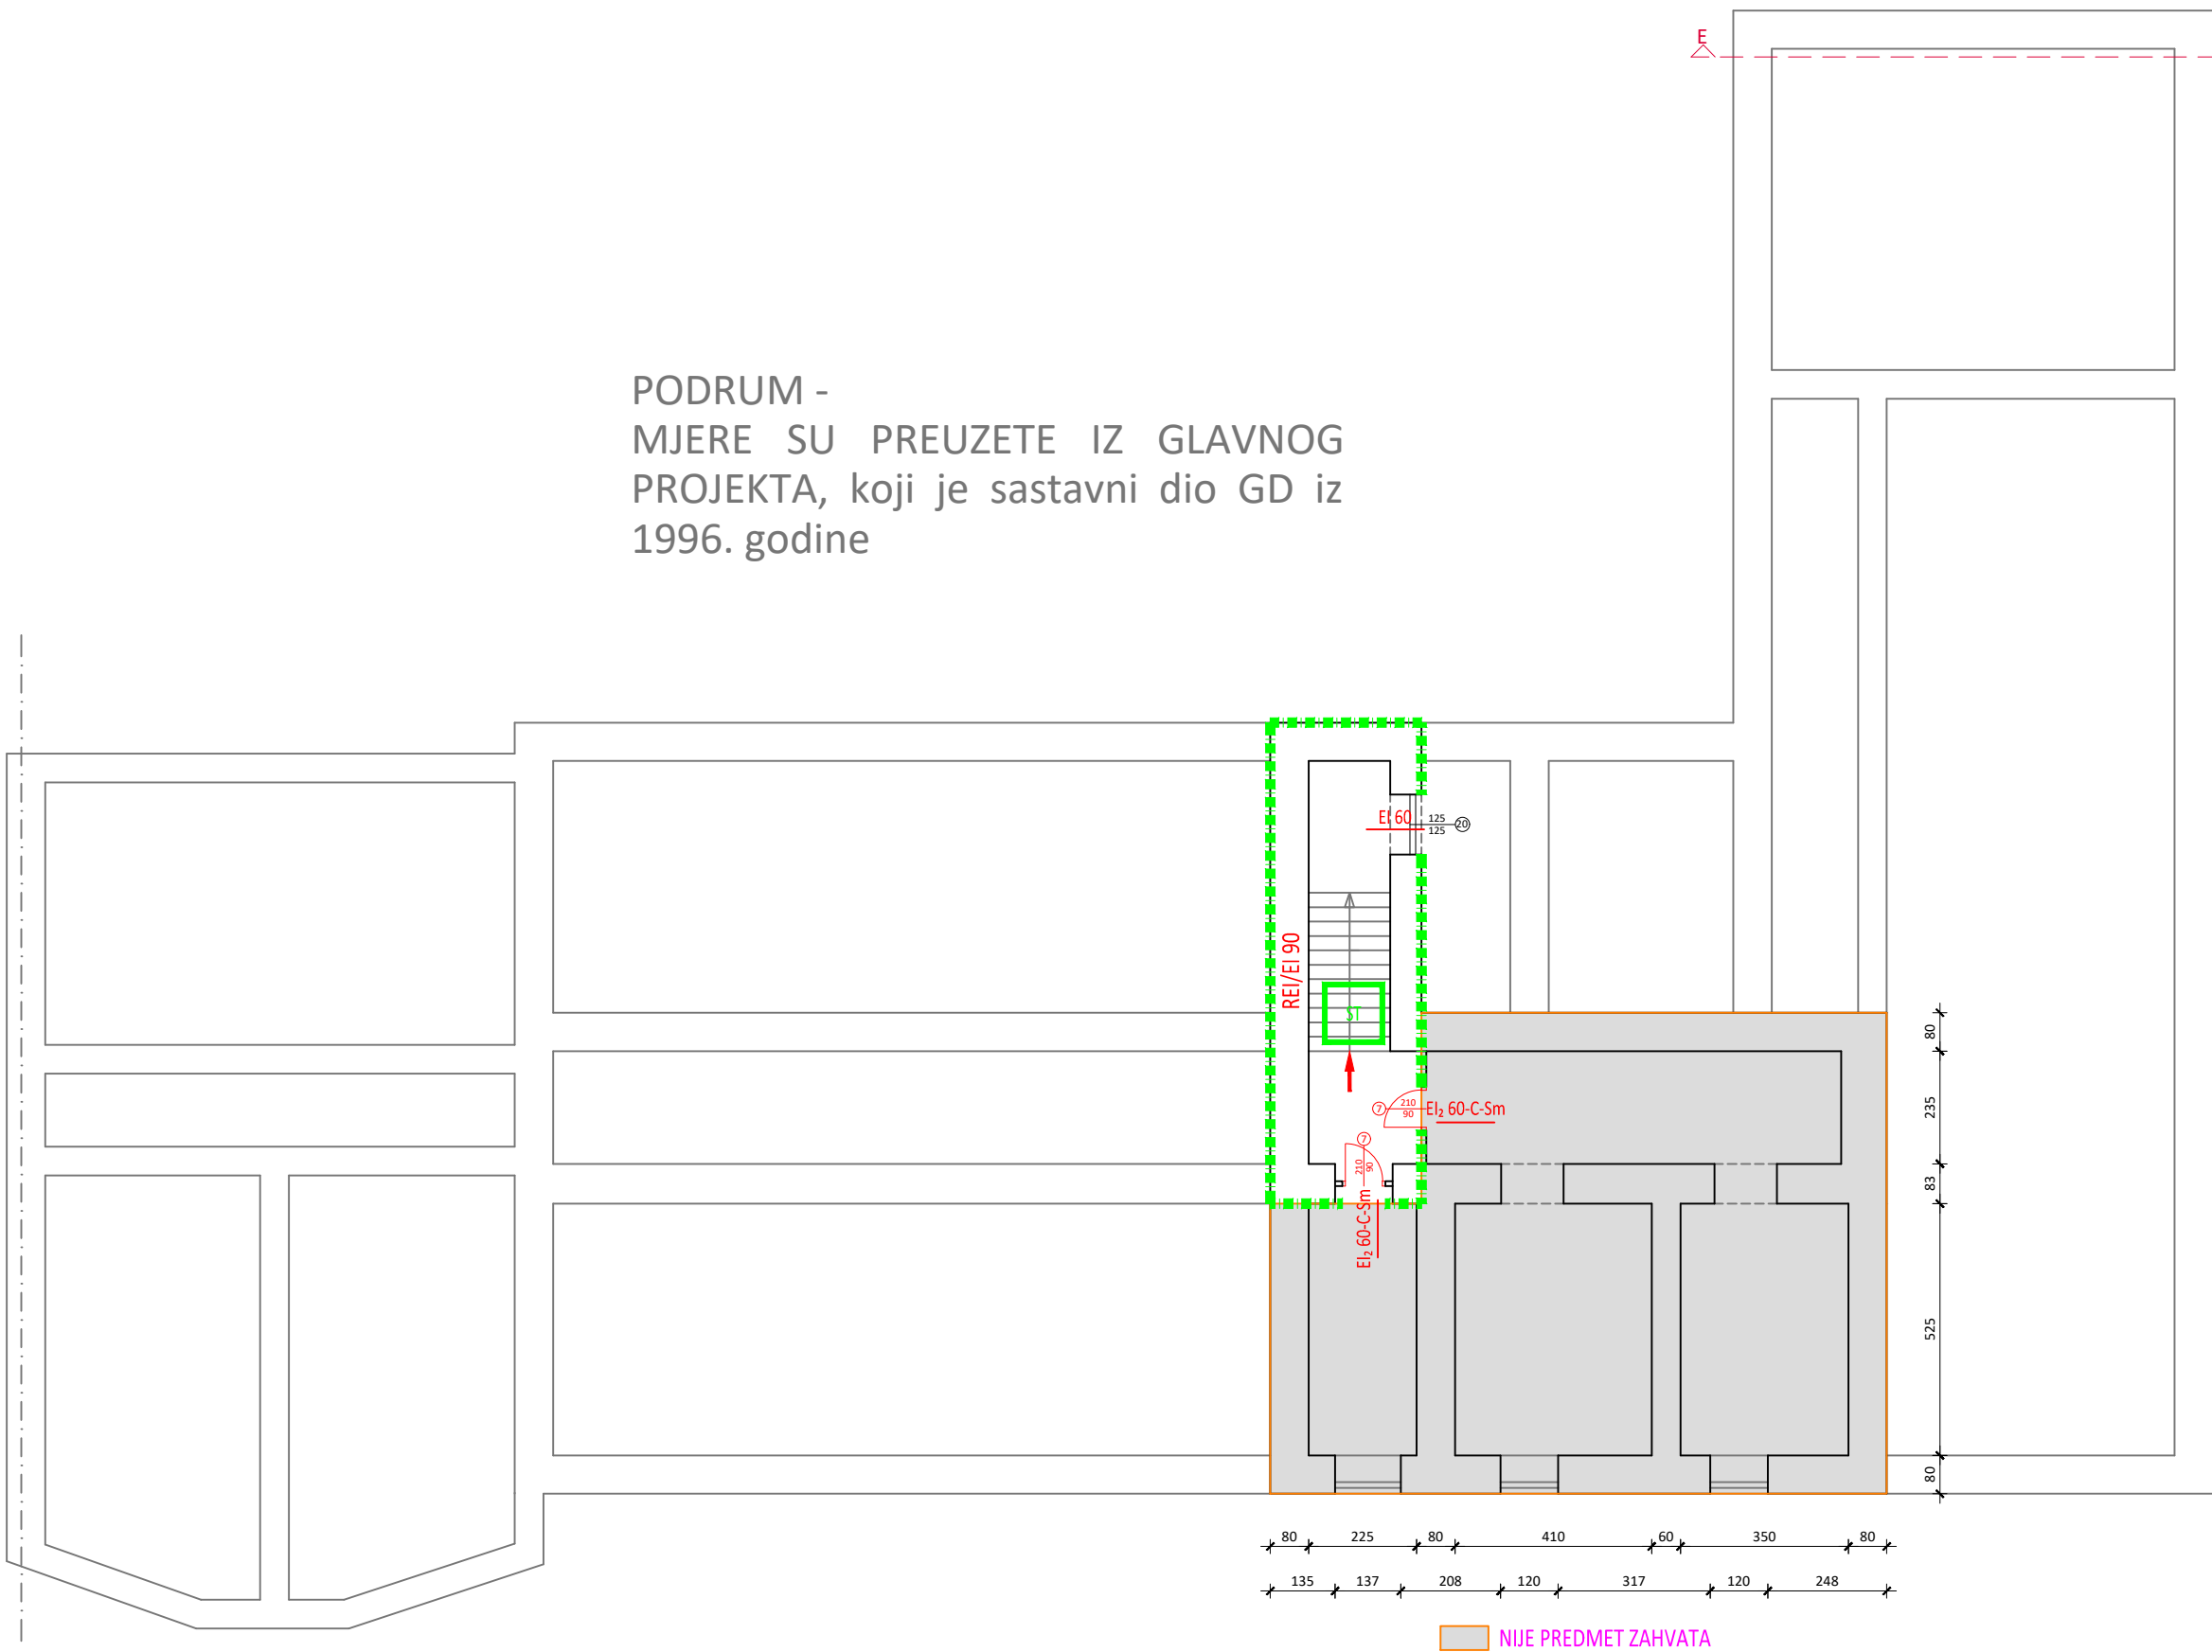 E
PODRUM -
MJERE SU PREUZETE IZ GLAVNOG
PROJEKTA, koji je sastavni dio GD iz
1996. godine
EI 60
125
125
20
REI/EI 90
ST
7
210
90
EI₂ 60-C-Sm
7
210
90
EI₂ 60-C-Sm
80
235
83
525
80
80 225 80 410 60 350 80
135 137 208 120 317 120 248
NIJE PREDMET ZAHVATA